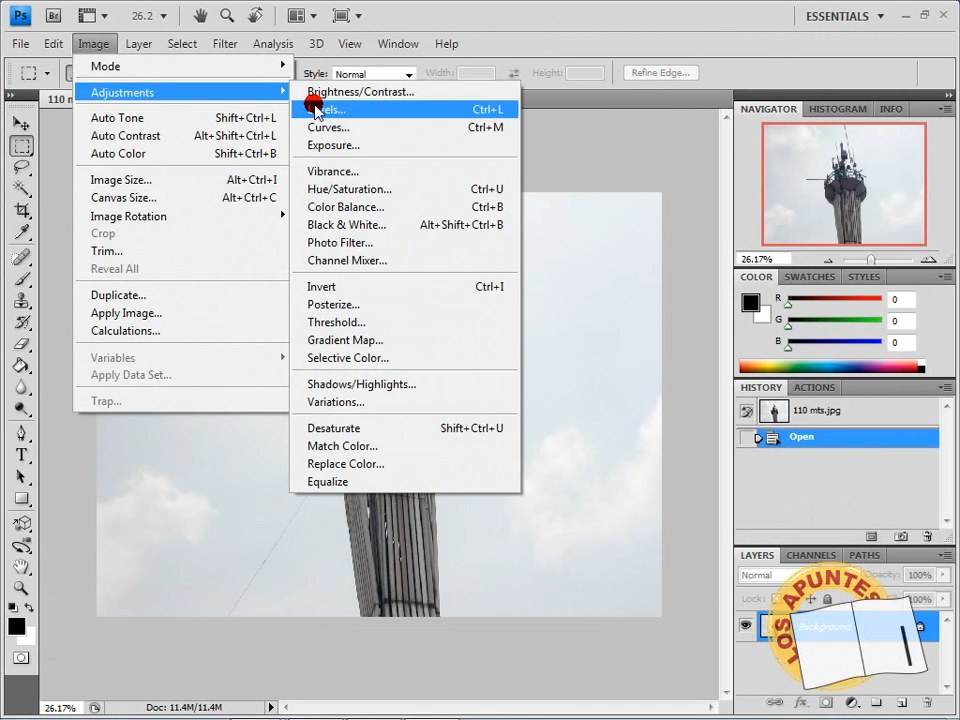 Ps Br 26.2 ESSENTIALS
File Edit Image Layer Select Filter Analysis 3D View Window Help
Style: Normal Width: Height: Refine Edge...
110 m
Mode
Adjustments
Auto Tone Shift+Ctrl+L
Auto Contrast Alt+Shift+Ctrl+L
Auto Color Shift+Ctrl+B
Image Size... Alt+Ctrl+I
Canvas Size... Alt+Ctrl+C
Image Rotation
Crop
Trim...
Reveal All
Duplicate...
Apply Image...
Calculations...
Variables
Apply Data Set...
Trap...
Brightness/Contrast...
Ctrl+L
Curves... Ctrl+M
Exposure...
Vibrance...
Hue/Saturation... Ctrl+U
Color Balance... Ctrl+B
Black & White... Alt+Shift+Ctrl+B
Photo Filter...
Channel Mixer...
Invert Ctrl+I
Posterize...
Threshold...
Gradient Map...
Selective Color...
Shadows/Highlights...
Variations...
Desaturate Shift+Ctrl+U
Match Color...
Replace Color...
Equalize
NAVIGATOR HISTOGRAM INFO
26.17%
COLOR SWATCHES STYLES
R 0
G 0
B 0
HISTORY ACTIONS
110 mts.jpg
Open
LAYERS CHANNELS PATHS
Normal Opacity: 100%
Lock: 100%
Background
LOS APUNTES
26.17% Doc: 11.4M/11.4M